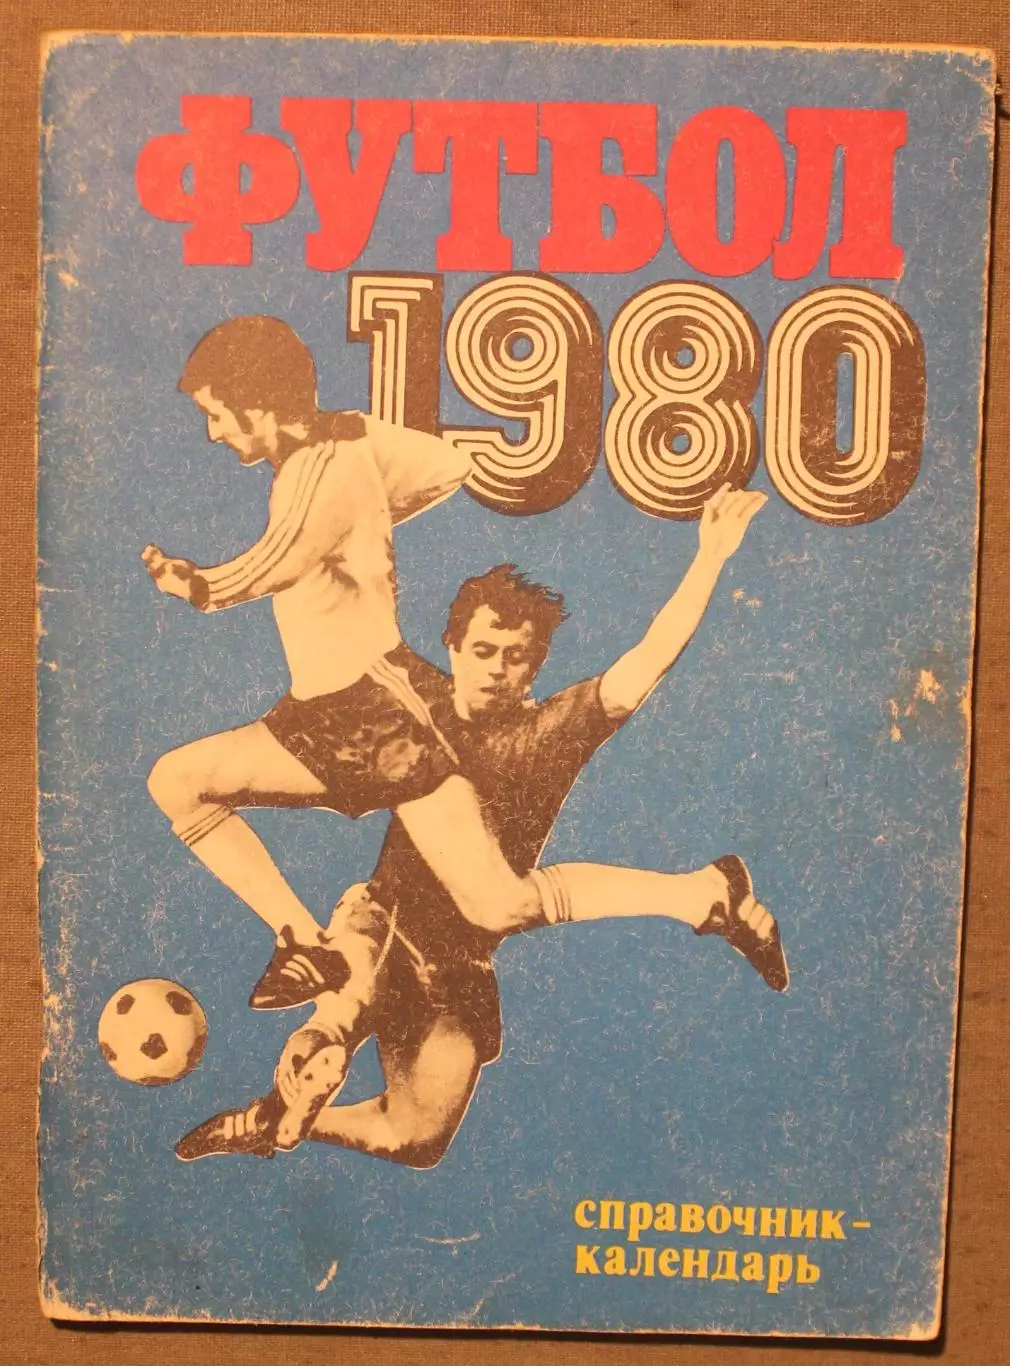 ФУТБОЛ
1980
справочник-
календарь